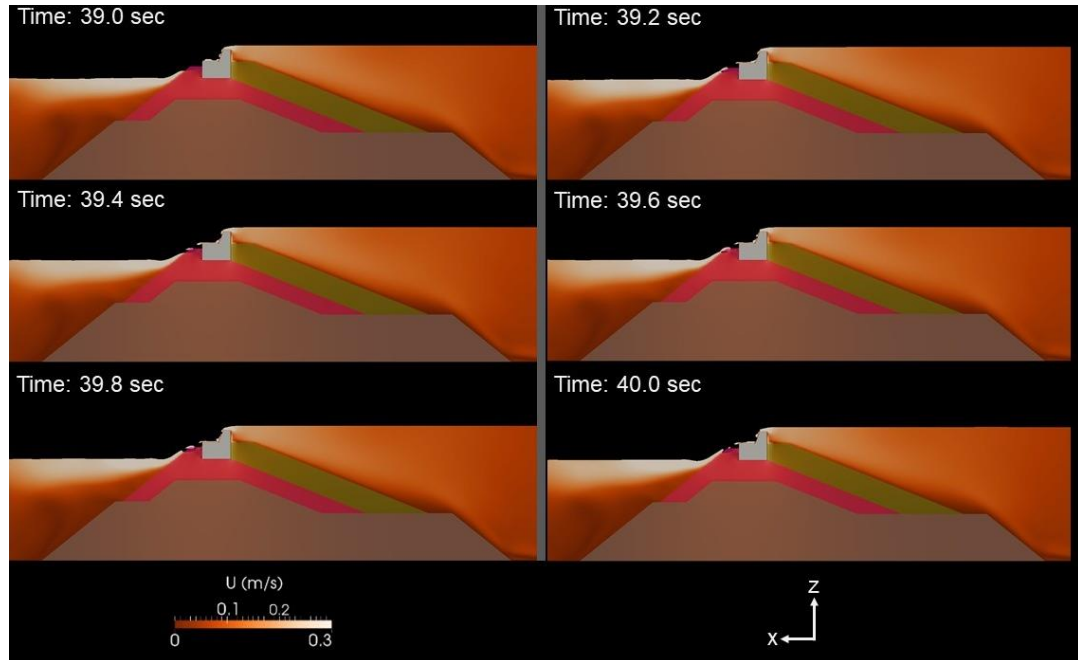 Time: 39.0 sec
Time: 39.2 sec
Time: 39.4 sec
Time: 39.6 sec
Time: 39.8 sec
Time: 40.0 sec
U (m/s)
0.1 0.2
0 0.3
Z
X